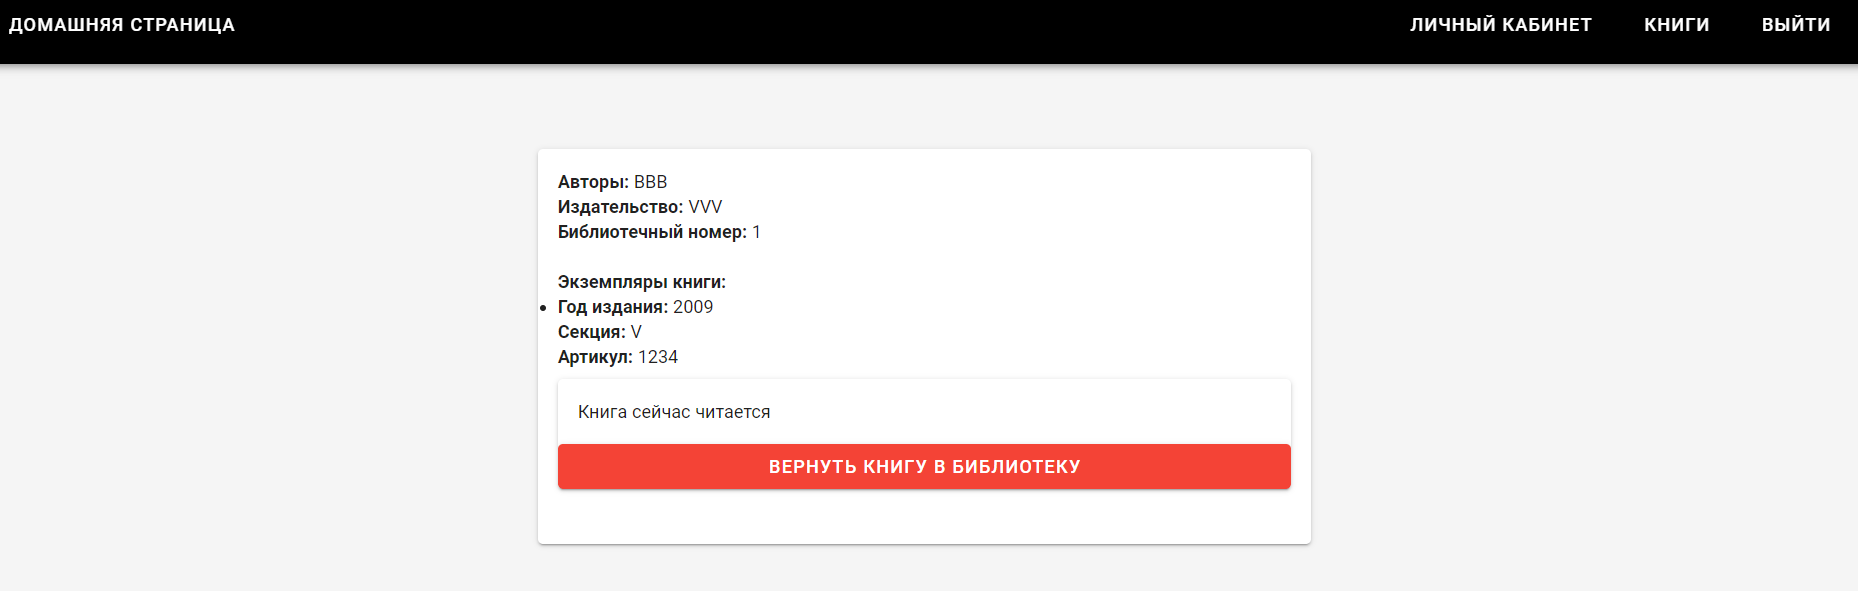 ДОМАШНЯЯ СТРАНИЦА
ЛИЧНЫЙ КАБИНЕТ
КНИГИ
ВЫЙТИ
Авторы: BBB
Издательство: VVV
Библиотечный номер: 1
Экземпляры книги:
Год издания: 2009
Секция: V
Артикул: 1234
Книга сейчас читается
ВЕРНУТЬ КНИГУ В БИБЛИОТЕКУ